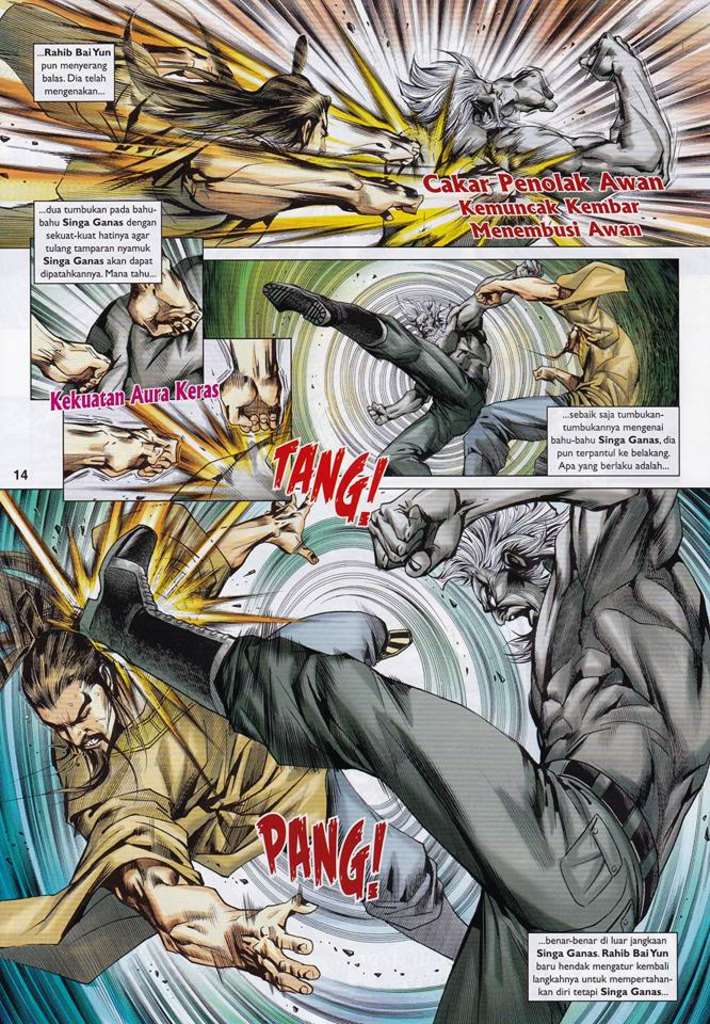 ...Rahib Bai Yun
pun menyerang
balas. Dia telah
mengenakan...
Cakar Penolak Awan
Kemuncak Kembar
Menembusi Awan
...dua tumbukan pada bahu-
bahu Singa Ganas dengan
sekuat-kuat hatinya agar
tulang tamparan nyamuk
Singa Ganas akan dapat
dipatahkannya. Mana tahu...
Kekuatan Aura Keras
...sebaik saja tumbukan-
tumbukannya mengenai
bahu-bahu Singa Ganas, dia
pun terpantul ke belakang.
Apa yang berlaku adalah...
14
TANG!
PANG!
...benar-benar di luar jangkaan
Singa Ganas. Rahib Bai Yun
baru hendak mengatur kembali
langkahnya untuk mempertahan-
kan diri tetapi Singa Ganas...